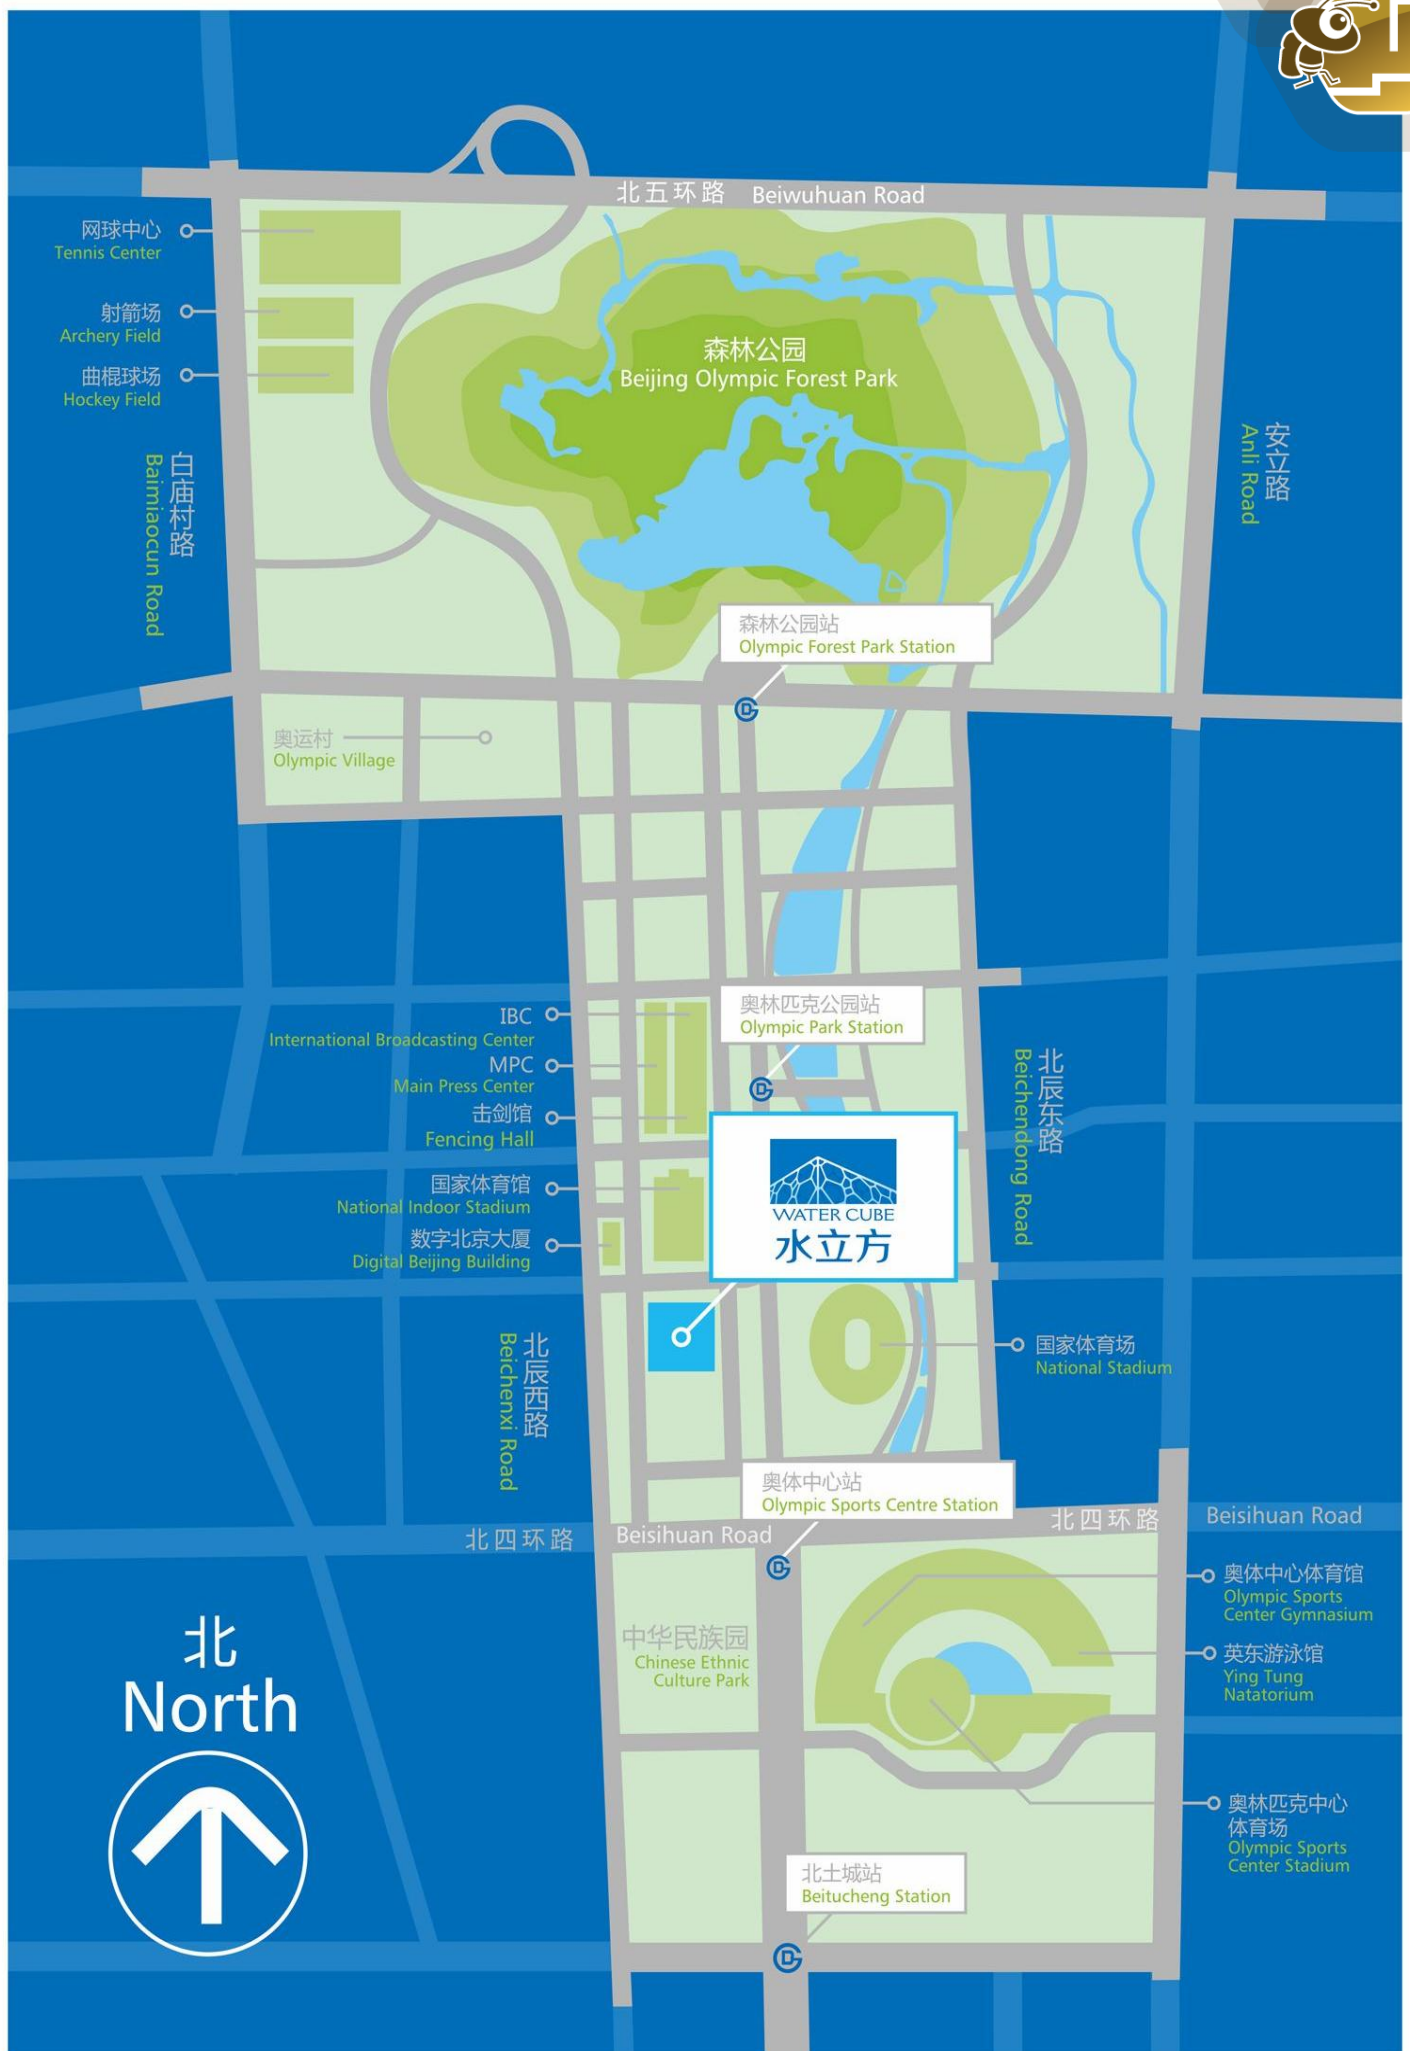 北五环路 Beiwuhuan Road
网球中心
Tennis Center
射箭场
Archery Field
曲棍球场
Hockey Field
森林公园
Beijing Olympic Forest Park
白庙村路
Baimiaocun Road
安立路
Anli Road
森林公园站
Olympic Forest Park Station
奥运村
Olympic Village
IBC
International Broadcasting Center
MPC
Main Press Center
击剑馆
Fencing Hall
国家体育馆
National Indoor Stadium
数字北京大厦
Digital Beijing Building
奥林匹克公园站
Olympic Park Station
北辰东路
Beichendong Road
WATER CUBE
水立方
北辰西路
Beichenxi Road
国家体育场
National Stadium
奥体中心站
Olympic Sports Centre Station
北四环路 Beisihuan Road
北四环路 Beisihuan Road
奥体中心体育馆
Olympic Sports
Center Gymnasium
中华民族园
Chinese Ethnic
Culture Park
英东游泳馆
Ying Tung
Natatorium
奥林匹克中心
体育场
Olympic Sports
Center Stadium
北土城站
Beitucheng Station
北
North